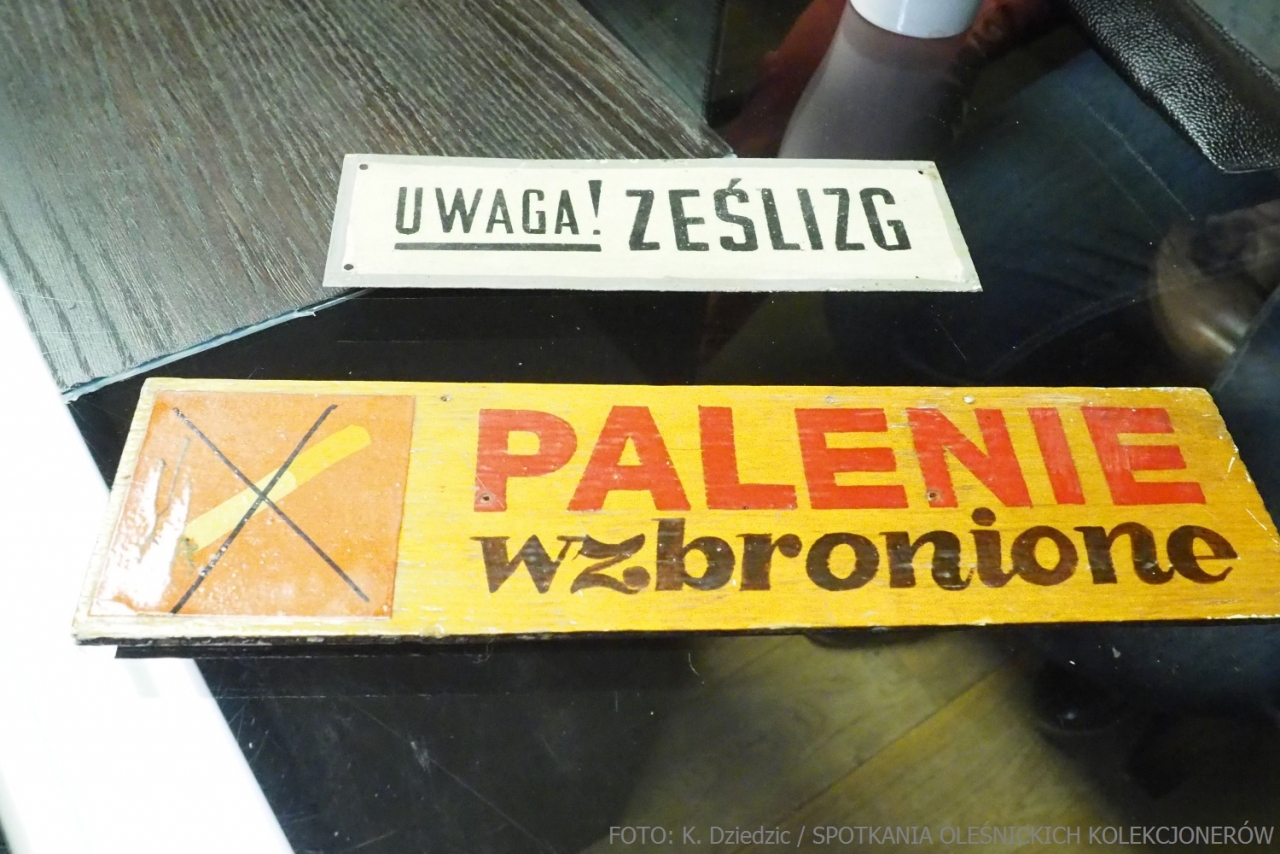 UWAGA! ZEŚLIZG
PALENIE
wzbronione
FOTO: K. Dziedzic / SPOTKANIA OLEŚNICKICH KOLEKCJONERÓW